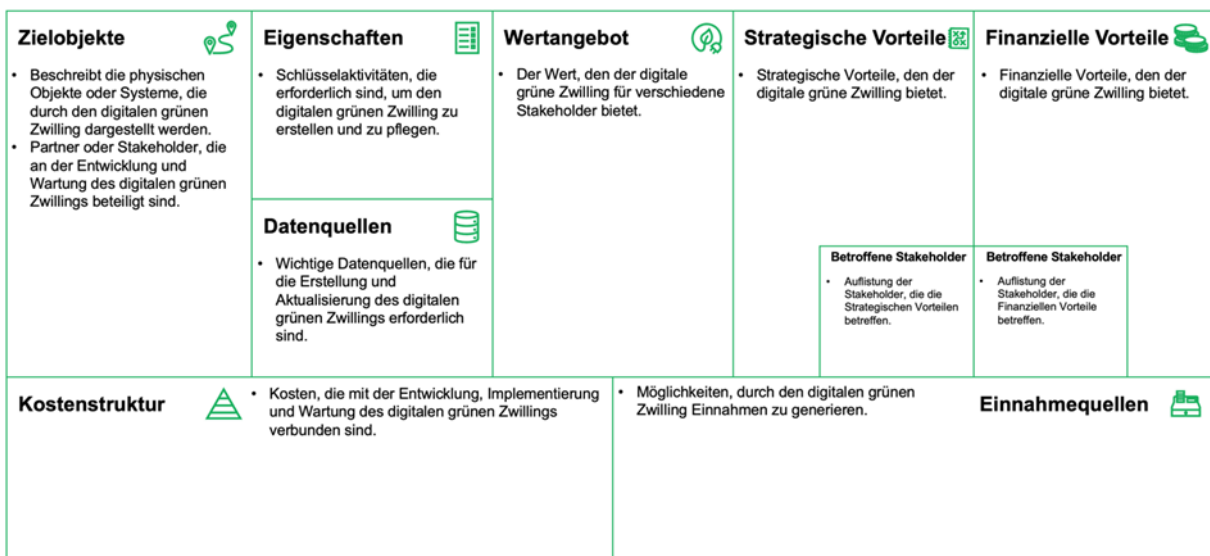 Zielobjekte
• Beschreibt die physischen
Objekte oder Systeme, die
durch den digitalen grünen
Zwilling dargestellt werden.
• Partner oder Stakeholder, die
an der Entwicklung und
Wartung des digitalen grünen
Zwillings beteiligt sind.
Eigenschaften
• Schlüsselaktivitäten, die
erforderlich sind, um den
digitalen grünen Zwilling zu
erstellen und zu pflegen.
Datenquellen
• Wichtige Datenquellen, die für
die Erstellung und
Aktualisierung des digitalen
grünen Zwillings erforderlich
sind.
Wertangebot
• Der Wert, den der digitale
grüne Zwilling für verschiedene
Stakeholder bietet.
Strategische Vorteile
• Strategische Vorteile, den der
digitale grüne Zwilling bietet.
Betroffene Stakeholder
• Auflistung der
Stakeholder, die die
Strategischen Vorteilen
betreffen.
Finanzielle Vorteile
• Finanzielle Vorteile, den der
digitale grüne Zwilling bietet.
Betroffene Stakeholder
• Auflistung der
Stakeholder, die die
Finanziellen Vorteile
betreffen.
Kostenstruktur
• Kosten, die mit der Entwicklung, Implementierung
und Wartung des digitalen grünen Zwillings
verbunden sind.
• Möglichkeiten, durch den digitalen grünen
Zwilling Einnahmen zu generieren.
Einnahmequellen